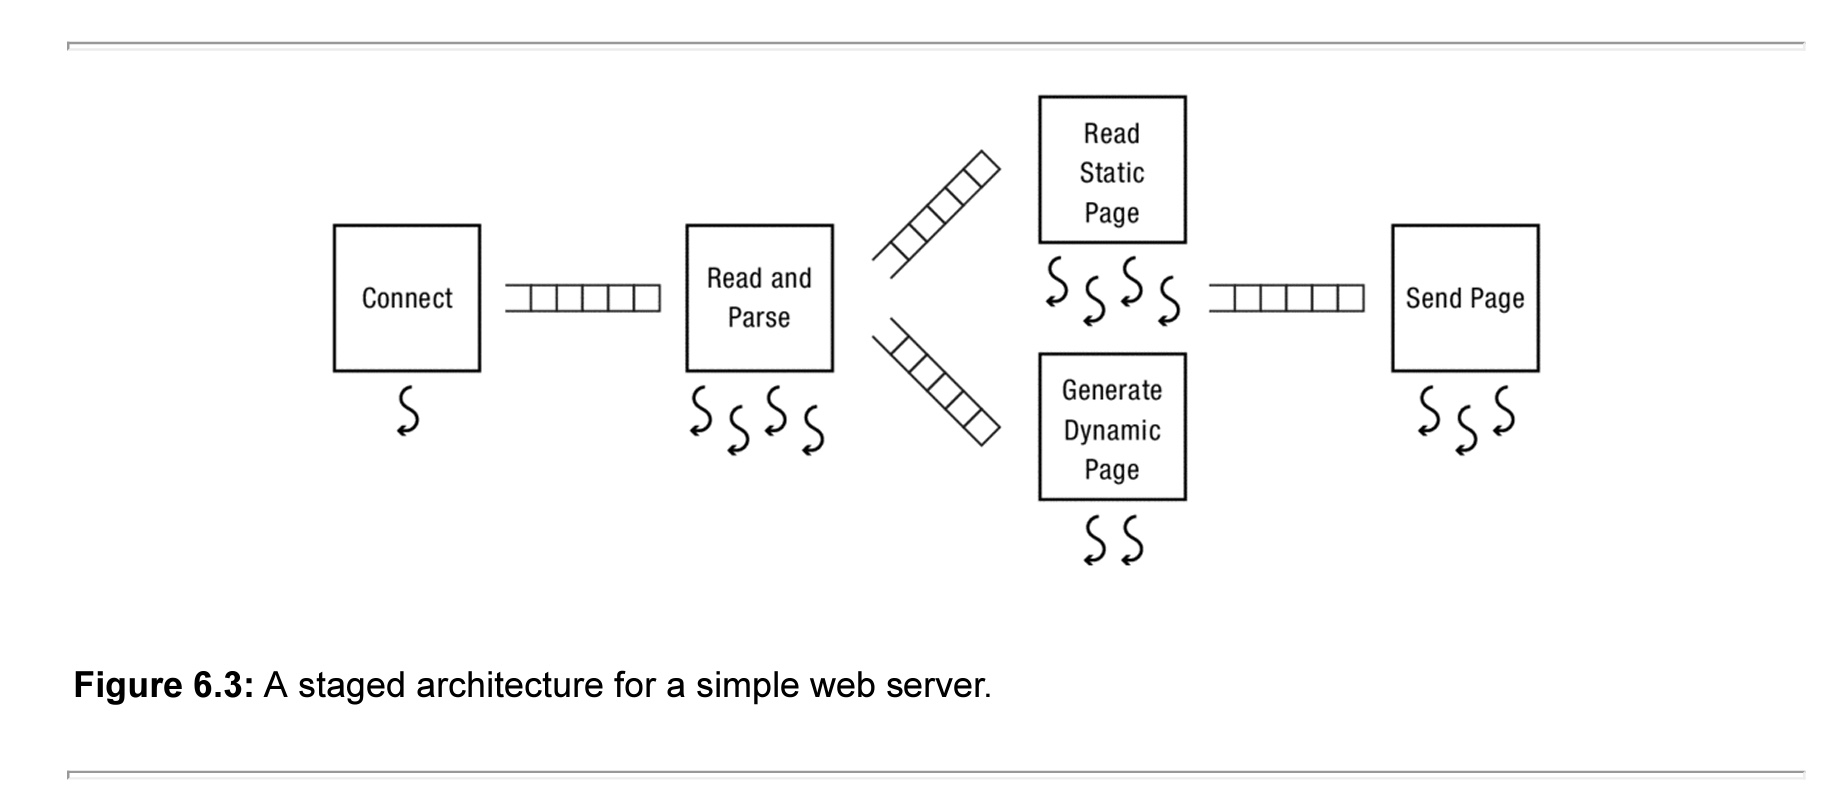 Connect
Read and
Parse
Read
Static
Page
Generate
Dynamic
Page
Send Page
Figure 6.3: A staged architecture for a simple web server.